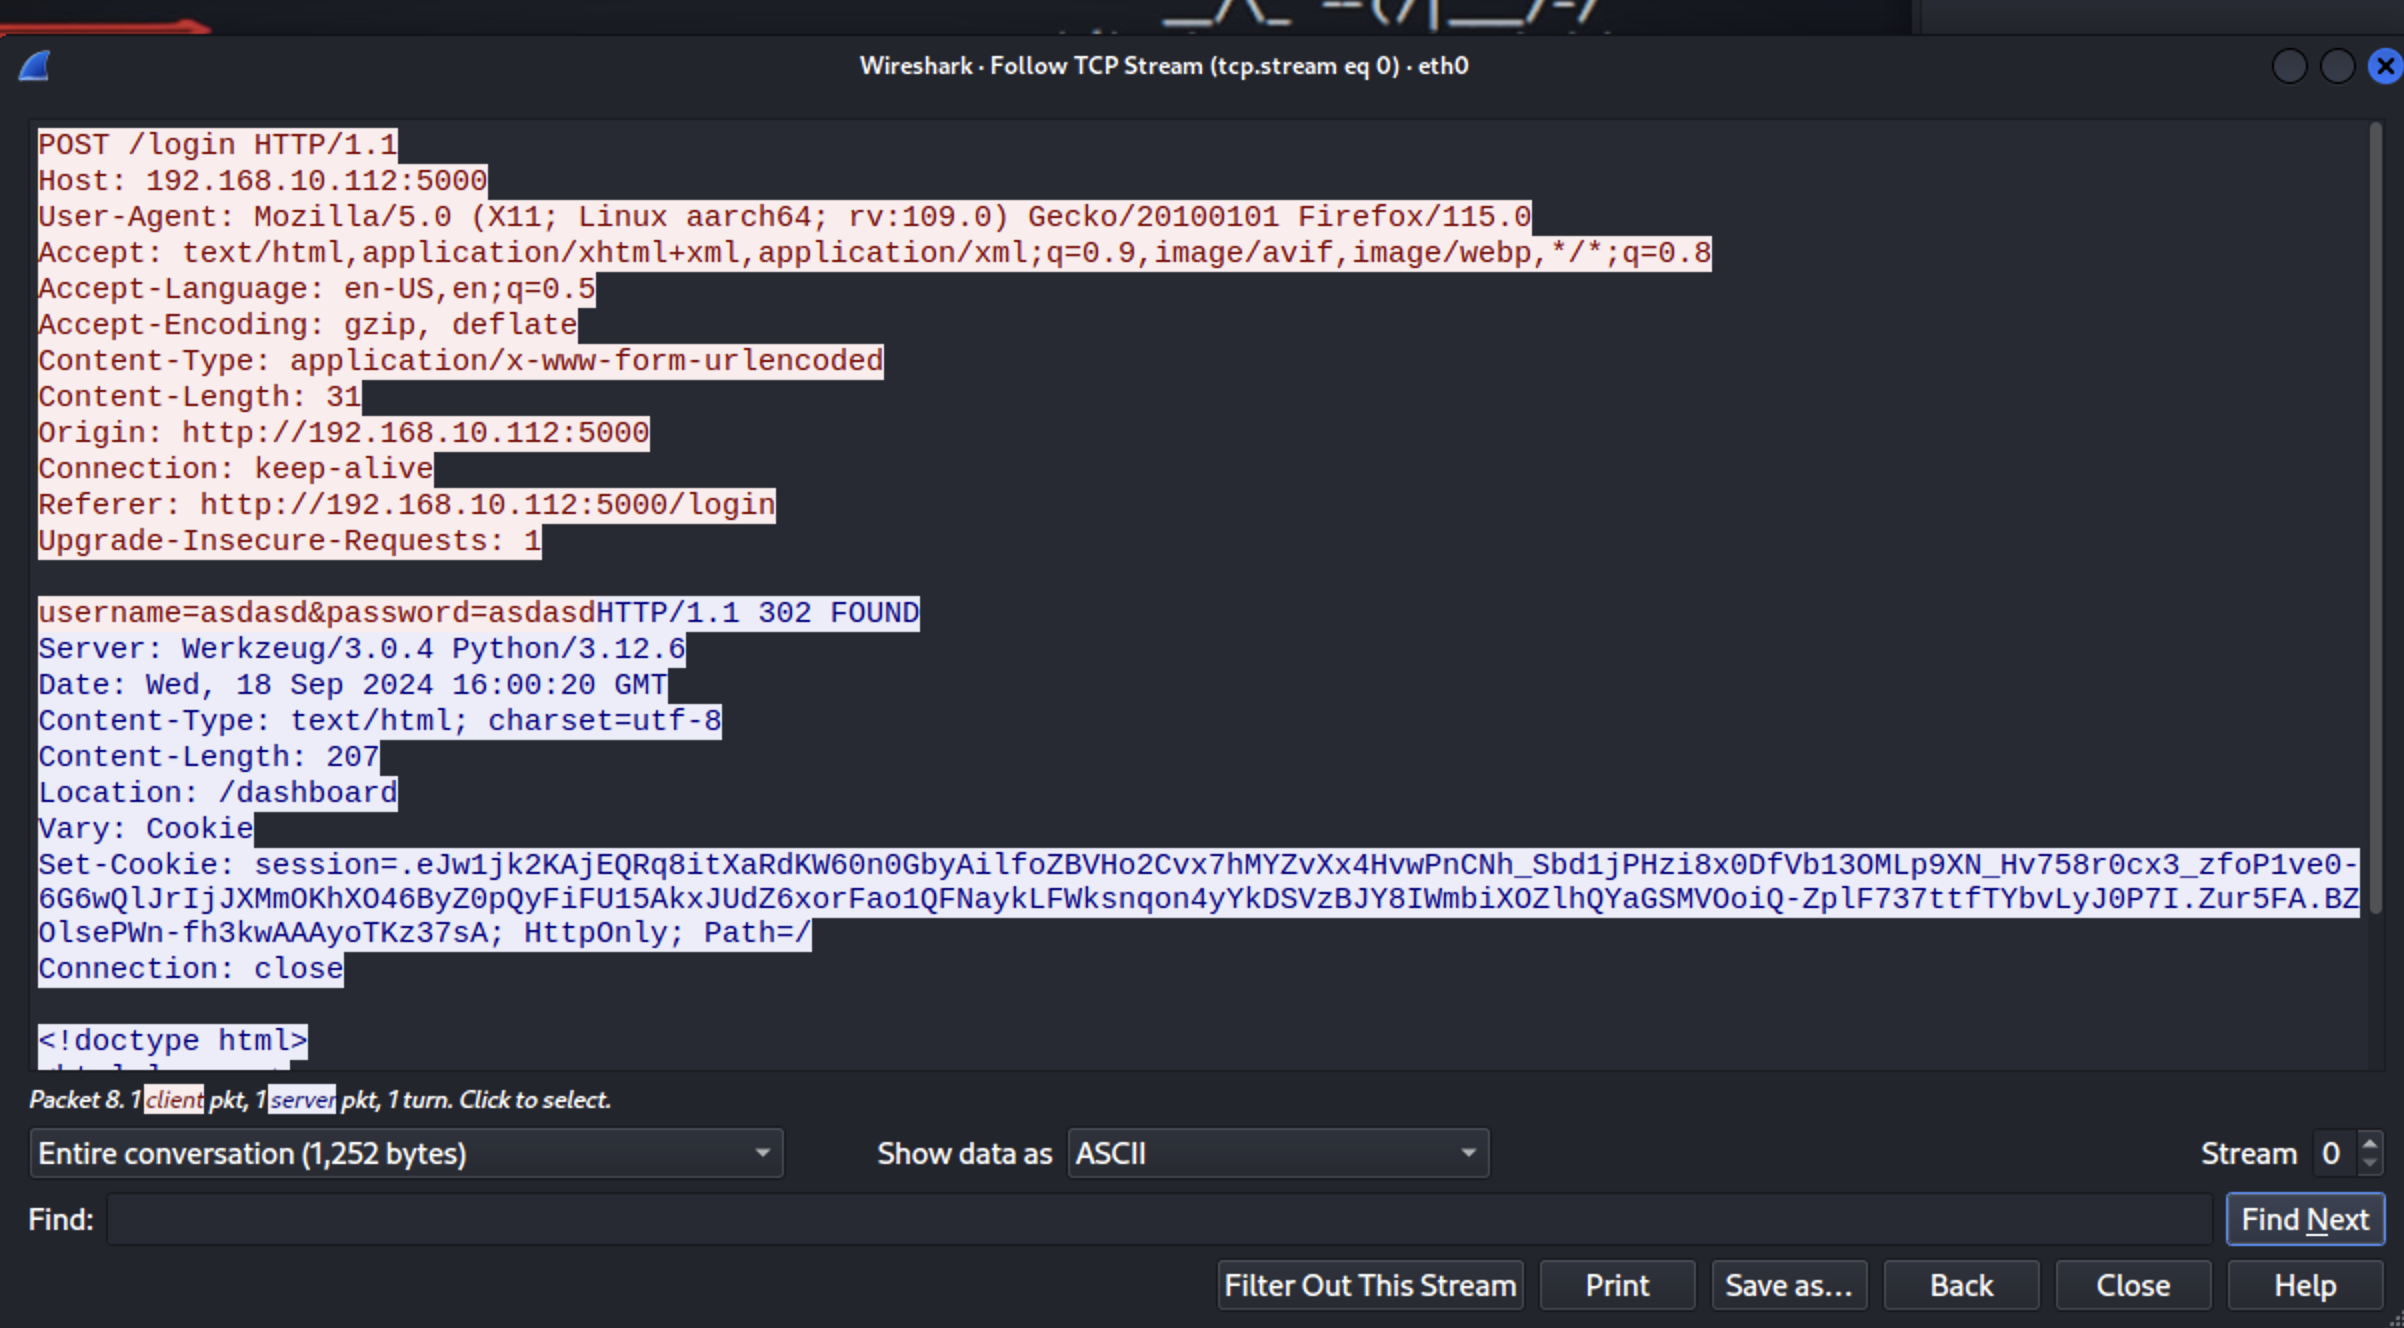 Wireshark · Follow TCP Stream (tcp.stream eq 0) · eth0
POST /login HTTP/1.1
Host: 192.168.10.112:5000
User-Agent: Mozilla/5.0 (X11; Linux aarch64; rv:109.0) Gecko/20100101 Firefox/115.0
Accept: text/html,application/xhtml+xml,application/xml;q=0.9,image/avif,image/webp,*/*;q=0.8
Accept-Language: en-US,en;q=0.5
Accept-Encoding: gzip, deflate
Content-Type: application/x-www-form-urlencoded
Content-Length: 31
Origin: http://192.168.10.112:5000
Connection: keep-alive
Referer: http://192.168.10.112:5000/login
Upgrade-Insecure-Requests: 1
username=asdasd&password=asdasdHTTP/1.1 302 FOUND
Server: Werkzeug/3.0.4 Python/3.12.6
Date: Wed, 18 Sep 2024 16:00:20 GMT
Content-Type: text/html; charset=utf-8
Content-Length: 207
Location: /dashboard
Vary: Cookie
Set-Cookie: session=.eJw1jk2KAjEQRq8itXaRdKW60n0GbyAilfoZBVHo2Cvx7hMYZvXx4HvwPnCNh_Sbd1jPHzi8x0DfVb13OMLp9XN_Hv758r0cx3_zfoP1ve0-
6G6wQlJrIjJXMmOKhXO46ByZ0pQyFiFU15AkxJUdZ6xorFao1QFNaykLFWksnqon4yYkDSVzBJY8IWmbiXOZlhQYaGSMVOoiQ-ZplF737ttfTYbvLyJ0P7I.Zur5FA.BZ
OlsePWn-fh3kwAAAyoTKz37sA; HttpOnly; Path=/
Connection: close
<!doctype html>
Packet 8. 1 client pkt, 1 server pkt, 1 turn. Click to select.
Entire conversation (1,252 bytes)
Show data as ASCII
Stream 0
Find:
Find Next
Filter Out This Stream
Print
Save as...
Back
Close
Help